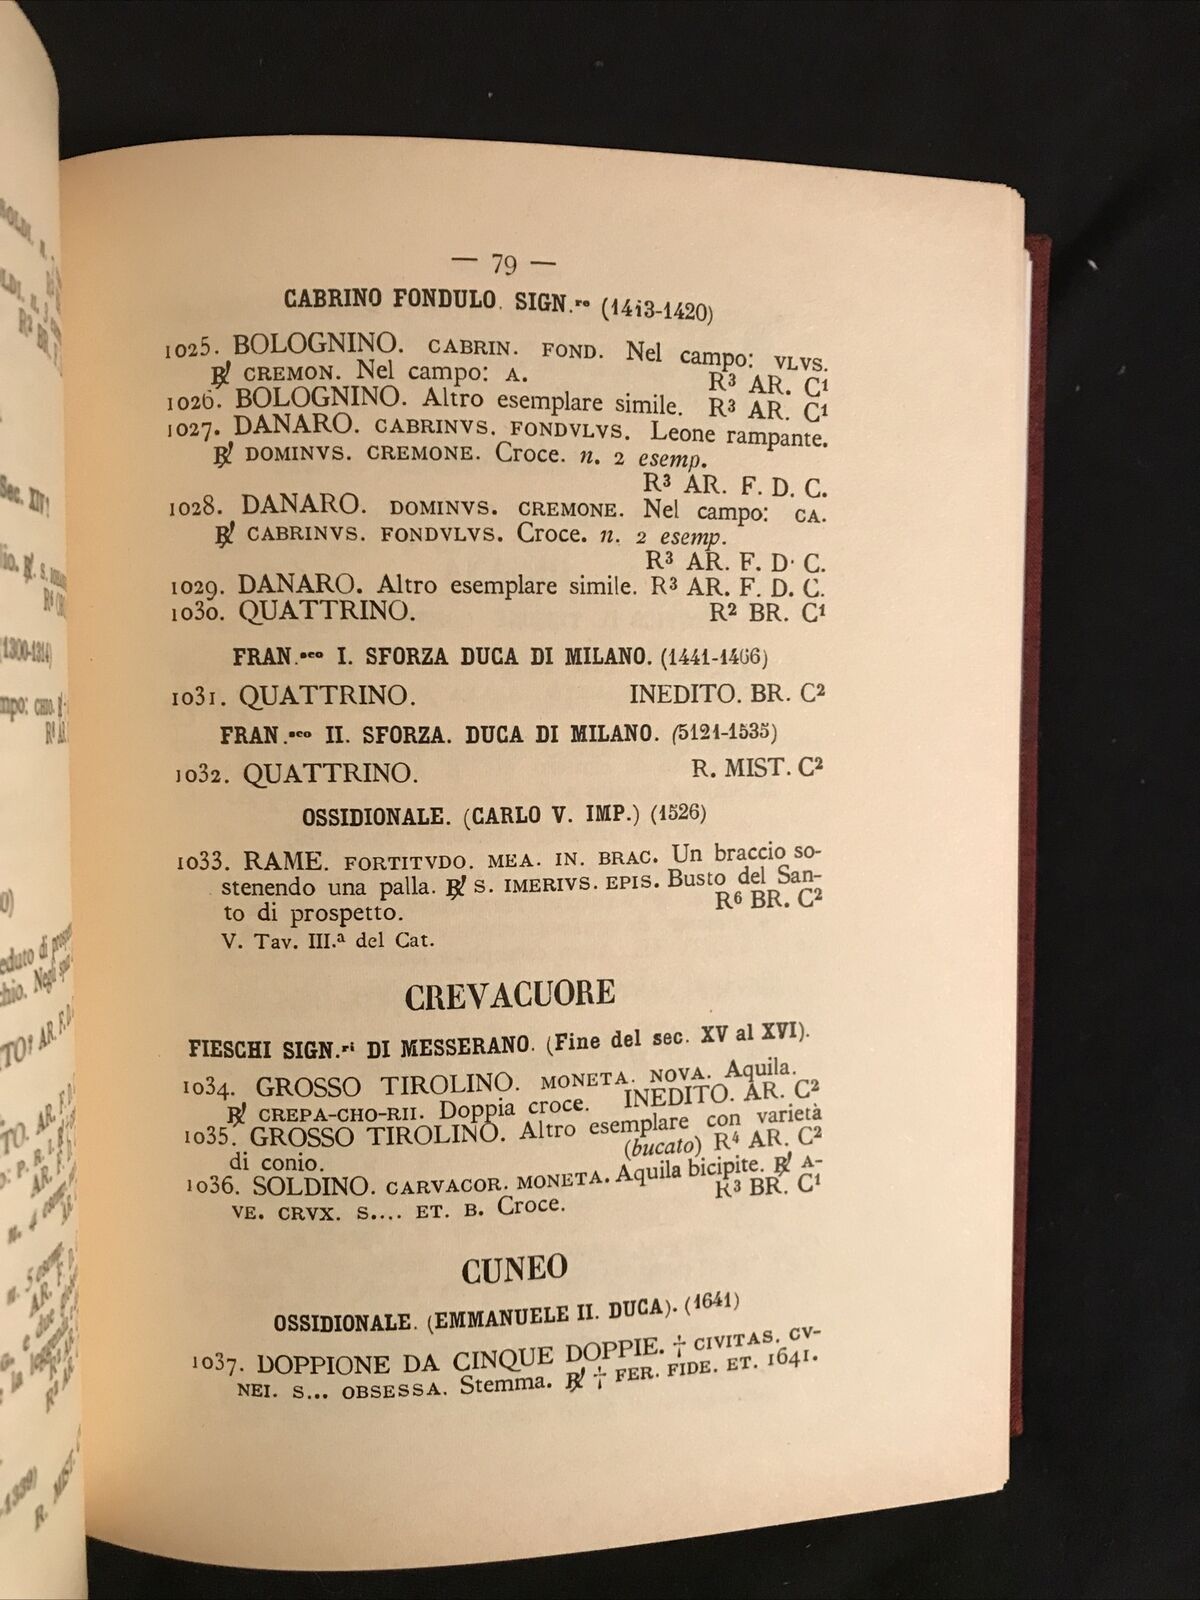 — 79 —
CABRINO FONDULO. SIGN.re (1413-1420)
1025. BOLOGNINO. CABRIN. FOND. Nel campo: VLVS.
℟ CREMON. Nel campo: A. R3 AR. C1
1026. BOLOGNINO. Altro esemplare simile. R3 AR. C1
1027. DANARO. CABRINVS. FONDVLVS. Leone rampante.
℟ DOMINVS. CREMONE. Croce. n. 2 esemp.
R3 AR. F. D. C.
1028. DANARO. DOMINVS. CREMONE. Nel campo: CA.
℟ CABRINVS. FONDVLVS. Croce. n. 2 esemp.
R3 AR. F. D. C.
1029. DANARO. Altro esemplare simile. R3 AR. F. D. C.
1030. QUATTRINO. R2 BR. C1
FRAN.sco I. SFORZA DUCA DI MILANO. (1441-1466)
1031. QUATTRINO. INEDITO. BR. C2
FRAN.sco II. SFORZA. DUCA DI MILANO. (5121-1535)
1032. QUATTRINO. R. MIST. C2
OSSIDIONALE. (CARLO V. IMP.) (1526)
1033. RAME. FORTITVDO. MEA. IN. BRAC. Un braccio so-
stenendo una palla. ℟ S. IMERIVS. EPIS. Busto del San-
to di prospetto. R6 BR. C2
V. Tav. III.a del Cat.
CREVACUORE
FIESCHI SIGN.ri DI MESSERANO. (Fine del sec. XV al XVI).
1034. GROSSO TIROLINO. MONETA. NOVA. Aquila.
℟ CREPA-CHO-RII. Doppia croce. INEDITO. AR. C2
1035. GROSSO TIROLINO. Altro esemplare con varietà
di conio. (bucato) R4 AR. C2
1036. SOLDINO. CARVACOR. MONETA. Aquila bicipite. ℟ A-
VE. CRVX. S.... ET. B. Croce. R3 BR. C1
CUNEO
OSSIDIONALE. (EMMANUELE II. DUCA). (1641)
1037. DOPPIONE DA CINQUE DOPPIE. † CIVITAS. CV-
NEI. S... OBSESSA. Stemma. ℟ † FER. FIDE. ET. 1641.